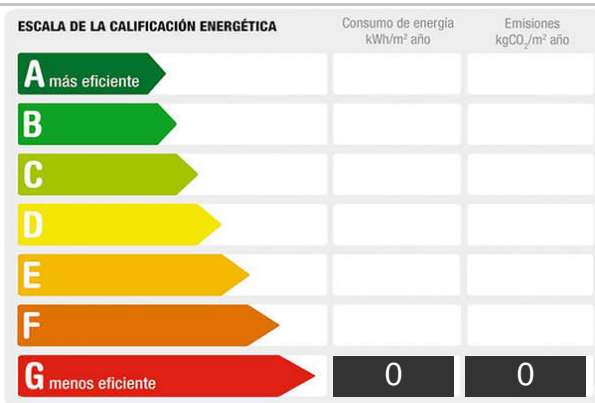 ESCALA DE LA CALIFICACIÓN ENERGÉTICA
Consumo de energía
kWh/m² año
Emisiones
kgCO₂/m² año
A más eficiente
B
C
D
E
F
G menos eficiente
0
0